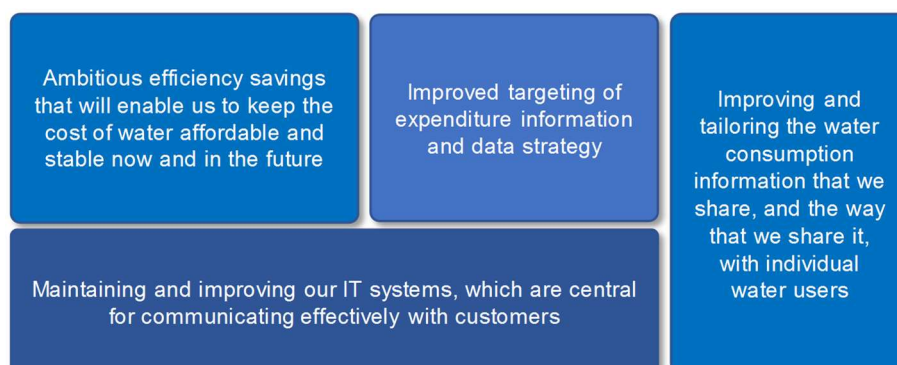 Ambitious efficiency savings
that will enable us to keep the
cost of water affordable and
stable now and in the future
Improved targeting of
expenditure information
and data strategy
Improving and
tailoring the water
consumption
information that we
share, and the way
that we share it,
with individual
water users
Maintaining and improving our IT systems, which are central
for communicating effectively with customers